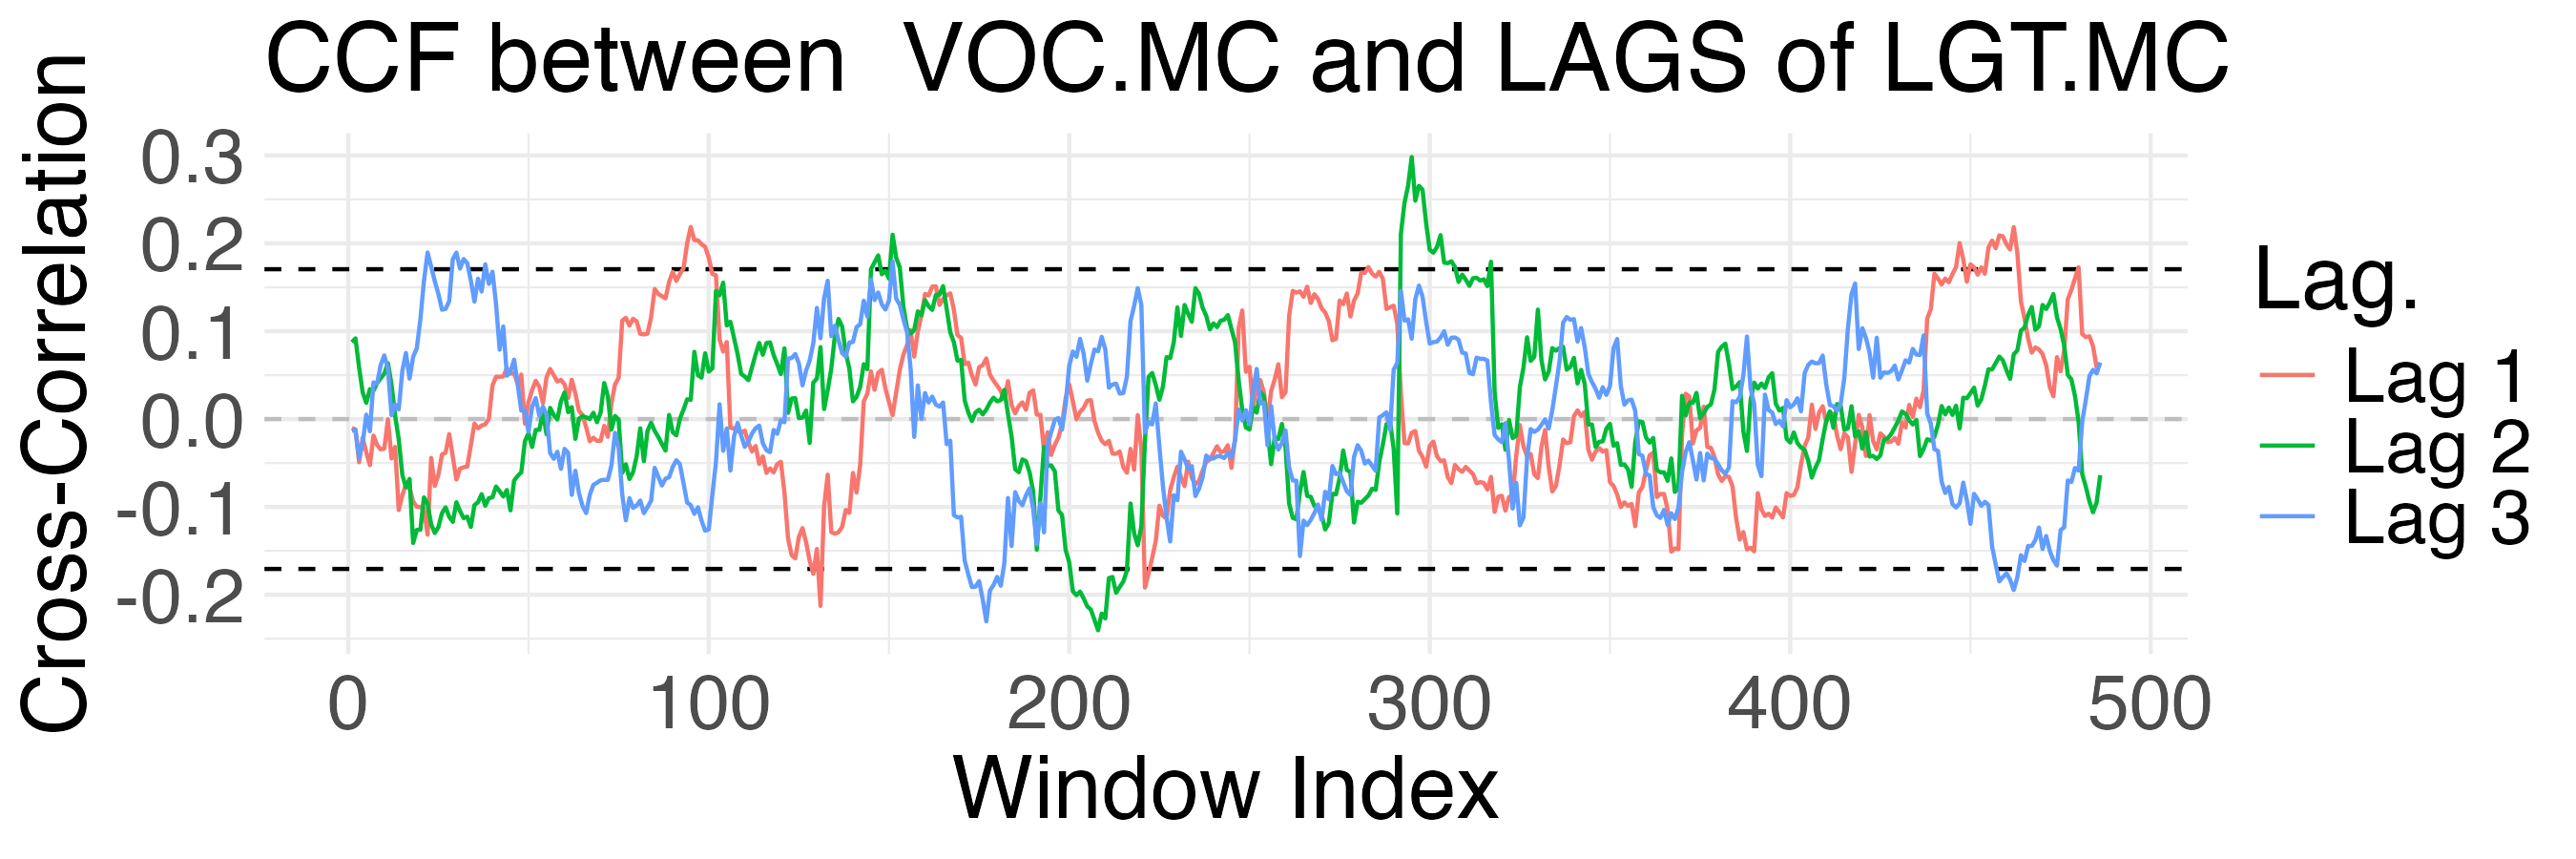 CCF between  VOC.MC and LAGS of LGT.MC
Cross-Correlation
0.3
0.2
0.1
0.0
-0.1
-0.2
0 100 200 300 400 500
Window Index
Lag.
Lag 1
Lag 2
Lag 3